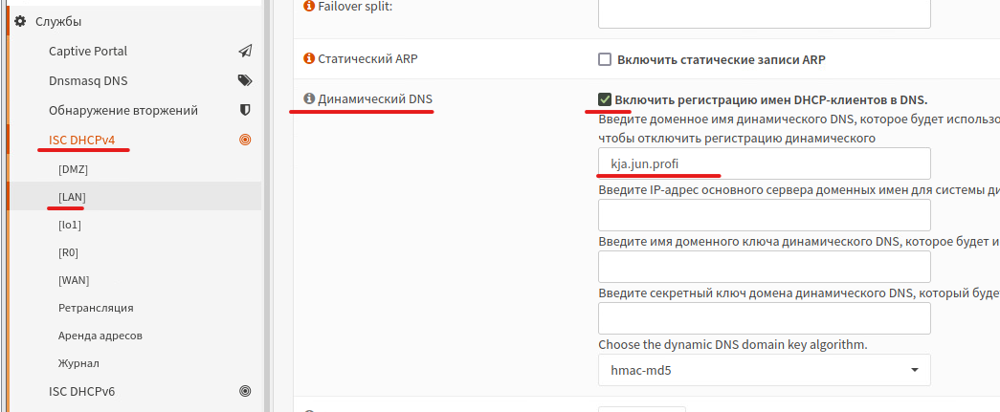 Службы
Captive Portal
Dnsmasq DNS
Обнаружение вторжений
ISC DHCPv4
[DMZ]
[LAN]
[lo1]
[R0]
[WAN]
Ретрансляция
Аренда адресов
Журнал
ISC DHCPv6
Failover split:
Статический ARP
Включить статические записи ARP
Динамический DNS
Включить регистрацию имен DHCP-клиентов в DNS.
Введите доменное имя динамического DNS, которое будет использо
чтобы отключить регистрацию динамического
kja.jun.profi
Введите IP-адрес основного сервера доменных имен для системы ди
Введите имя доменного ключа динамического DNS, которое будет и
Введите секретный ключ домена динамического DNS, который буде
Choose the dynamic DNS domain key algorithm.
hmac-md5